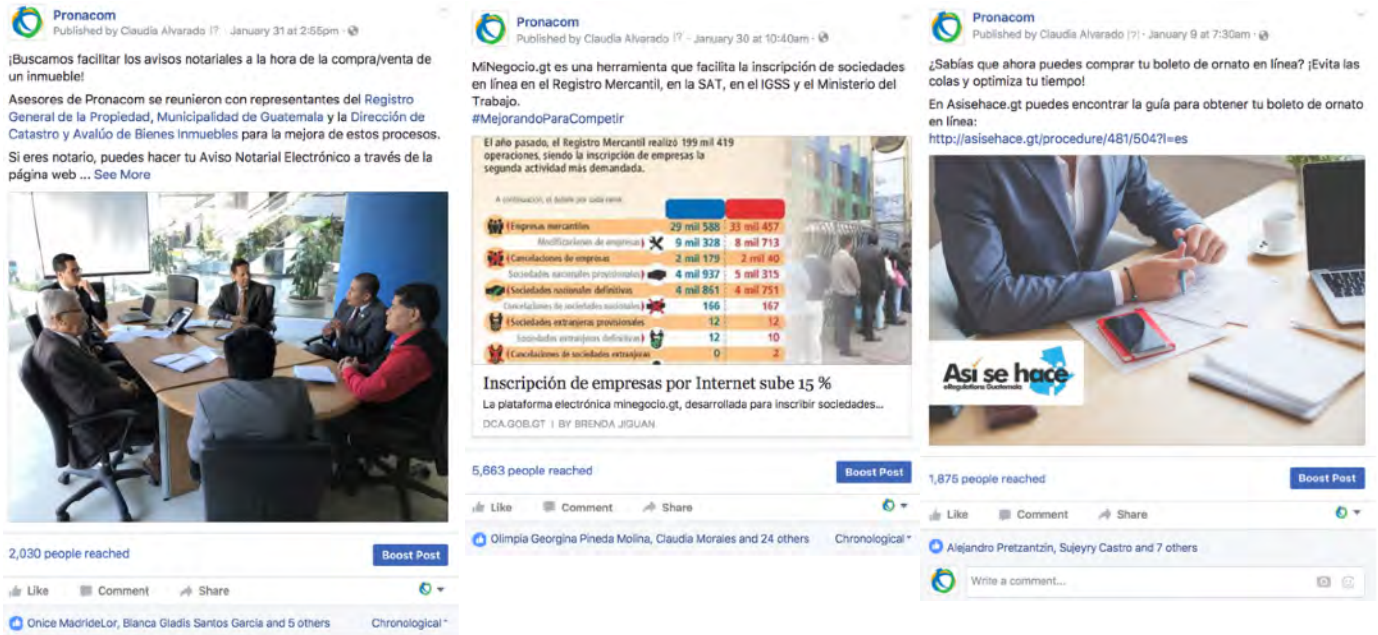 Pronacom
Published by Claudia Alvarado [?] · January 31 at 2:55pm ·
¡Buscamos facilitar los avisos notariales a la hora de la compra/venta de
un inmueble!
Asesores de Pronacom se reunieron con representantes del Registro
General de la Propiedad, Municipalidad de Guatemala y la Dirección de
Catastro y Avalúo de Bienes Inmuebles para la mejora de estos procesos.
Si eres notario, puedes hacer tu Aviso Notarial Electrónico a través de la
página web ... See More
2,030 people reached
Boost Post
Like Comment Share
Onice MadrideLor, Blanca Gladis Santos Garcia and 5 others
Chronological
Pronacom
Published by Claudia Alvarado [?] · January 30 at 10:40am ·
MiNegocio.gt es una herramienta que facilita la inscripción de sociedades
en línea en el Registro Mercantil, en la SAT, en el IGSS y el Ministerio del
Trabajo.
#MejorandoParaCompetir
El año pasado, el Registro Mercantil realizó 199 mil 419
operaciones, siendo la inscripción de empresas la
segunda actividad más demandada.
A continuación, el detalle por cada rama
Empresas mercantiles 29 mil 588 33 mil 457
Modificaciones de empresas 9 mil 328 8 mil 713
Cancelaciones de empresas 2 mil 179 2 mil 40
Sociedades nacionales provisionales 4 mil 937 5 mil 315
Sociedades nacionales definitivas 4 mil 861 4 mil 751
Cancelaciones de sociedades nacionales 166 167
Sociedades extranjeras provisionales 12 12
Sociedades extranjeras definitivas 12 10
Cancelaciones de sociedades extranjeras 0 2
Inscripción de empresas por Internet sube 15 %
La plataforma electrónica minegocio.gt, desarrollada para inscribir sociedades...
DCA.GOB.GT | BY BRENDA JIGUAN
5,663 people reached
Boost Post
Like Comment Share
Olimpia Georgina Pineda Molina, Claudia Morales and 24 others
Chronological
Pronacom
Published by Claudia Alvarado [?] · January 9 at 7:30am ·
¿Sabías que ahora puedes comprar tu boleto de ornato en línea? ¡Evita las
colas y optimiza tu tiempo!
En Asisehace.gt puedes encontrar la guía para obtener tu boleto de ornato
en línea:
http://asisehace.gt/procedure/481/504?l=es
Así se hace
eRegulations Guatemala
1,875 people reached
Boost Post
Like Comment Share
Alejandro Pretzantzin, Sujeyry Castro and 7 others
Write a comment...